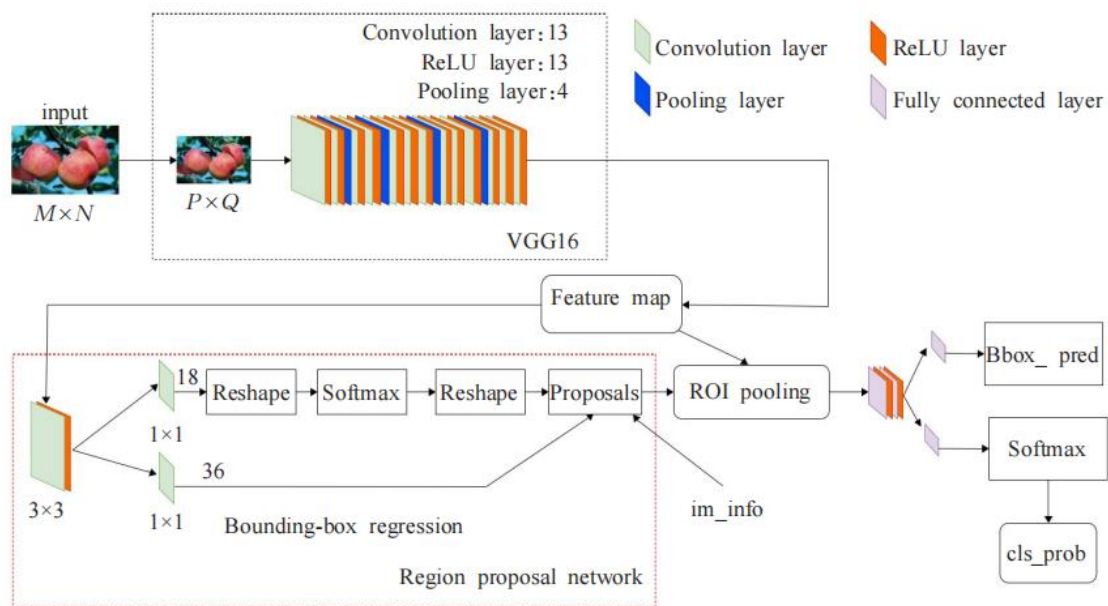 Convolution layer:13
ReLU layer:13
Pooling layer:4
Convolution layer
ReLU layer
Pooling layer
Fully connected layer
input
M×N
P×Q
VGG16
Feature map
18
Reshape
Softmax
Reshape
Proposals
ROI pooling
Bbox_ pred
1×1
36
Softmax
3×3
1×1
Bounding-box regression
im_info
Region proposal network
cls_prob